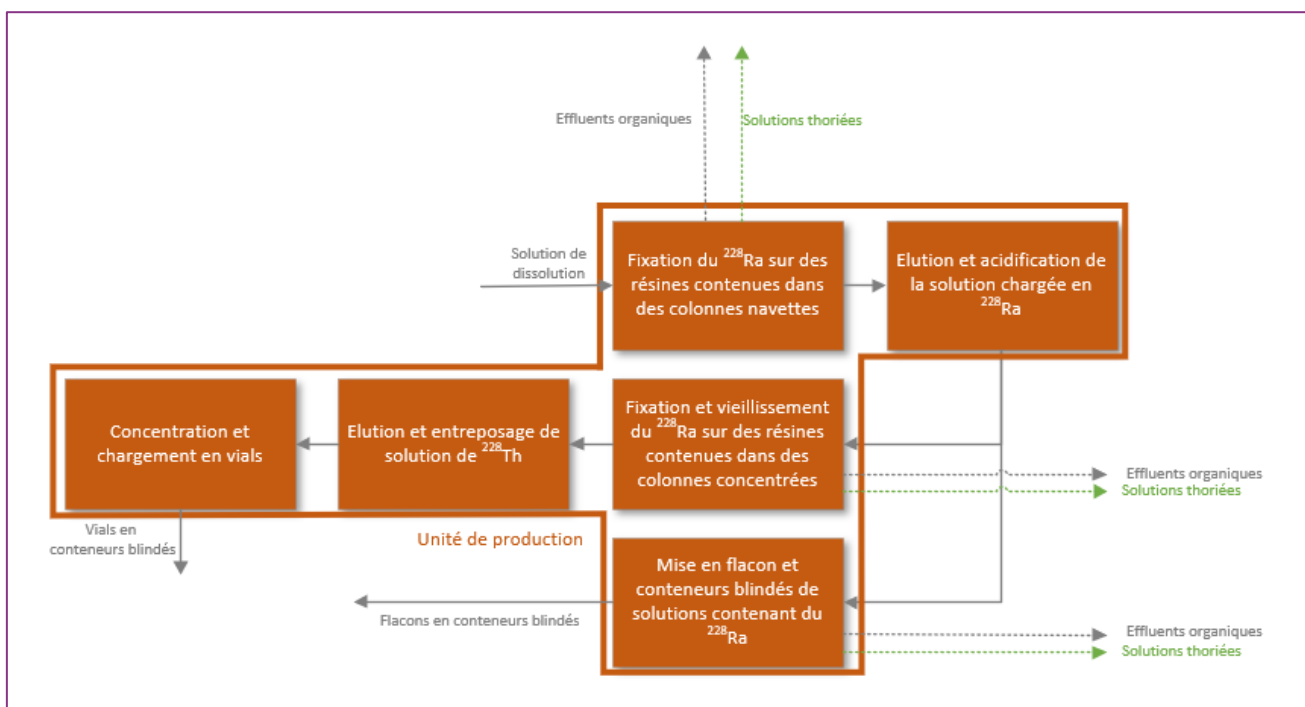 Effluents organiques
Solutions thoriées
Solution de
dissolution
Fixation du ²²⁸Ra sur des
résines contenues dans
des colonnes navettes
Elution et acidification de
la solution chargée en
²²⁸Ra
Concentration et
chargement en vials
Elution et entreposage de
solution de ²²⁸Th
Fixation et vieillissement
du ²²⁸Ra sur des résines
contenues dans des
colonnes concentrées
Effluents organiques
Solutions thoriées
Vials en
conteneurs blindés
Unité de production
Mise en flacon et
conteneurs blindés de
solutions contenant du
²²⁸Ra
Flacons en conteneurs blindés
Effluents organiques
Solutions thoriées